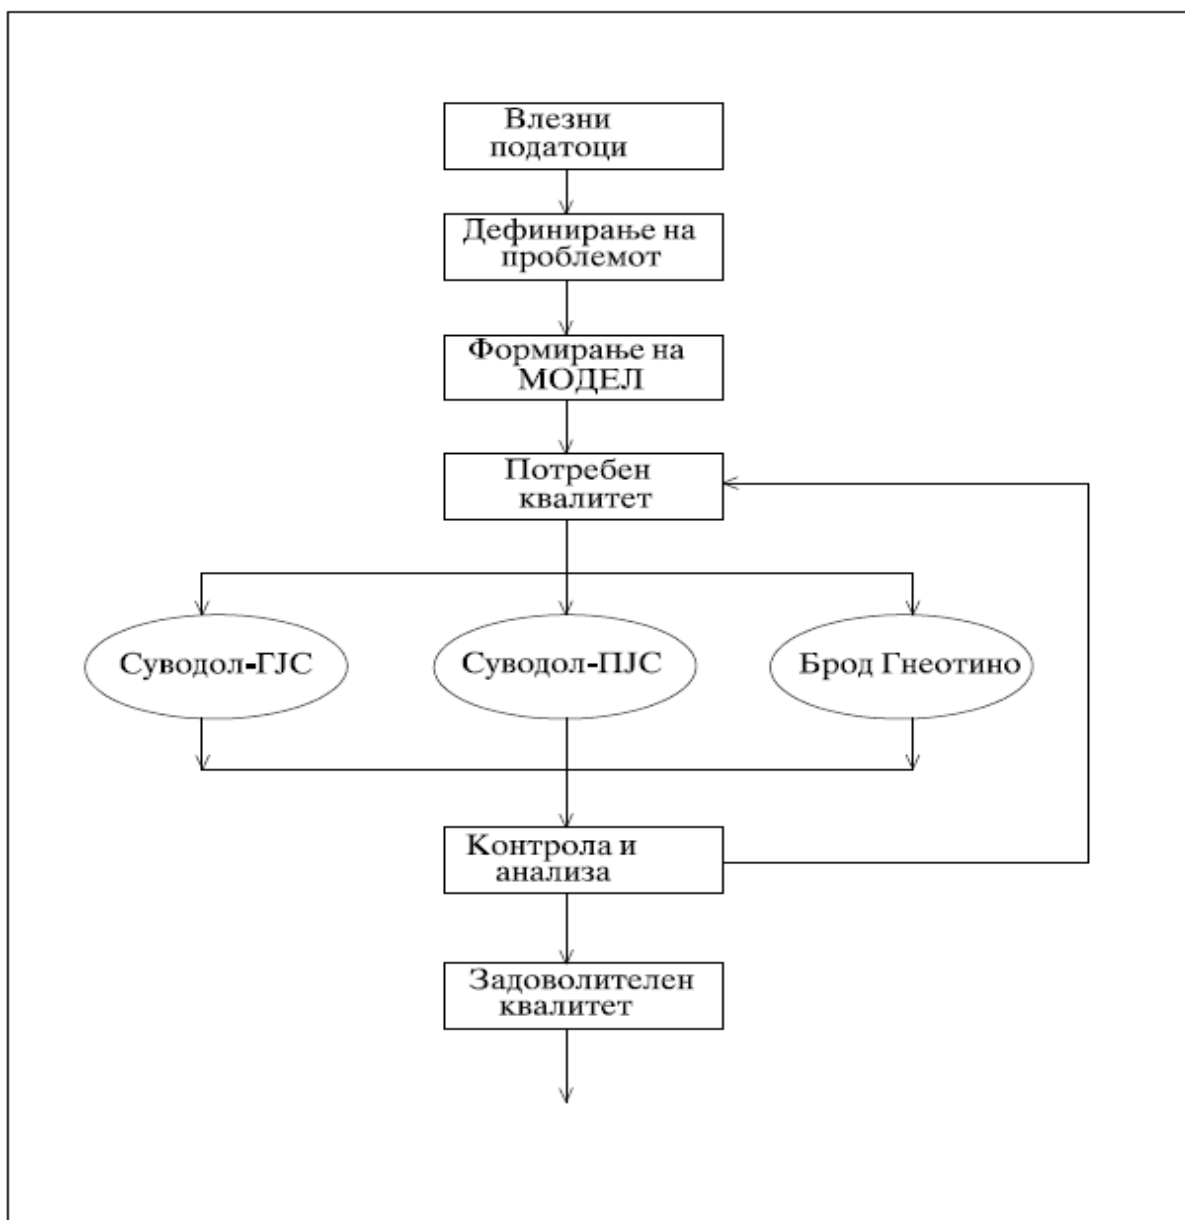 Влезни
податоци
Дефинирање на
проблемот
Формирање на
МОДЕЛ
Потребен
квалитет
Суводол-ГЈС
Суводол-ПЈС
Брод Гнеотино
Контрола и
анализа
Задоволителен
квалитет